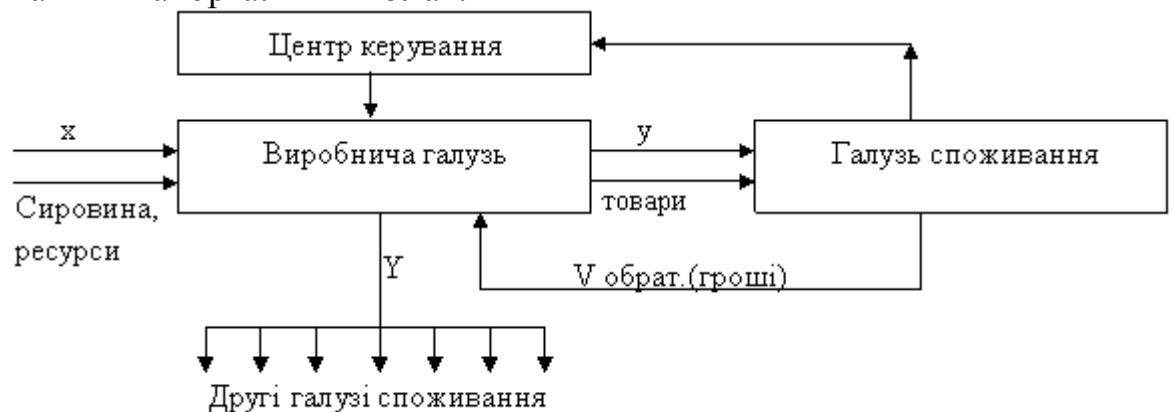 Центр керування
x
Виробнича галузь
y
Галузь споживання
Сировина,
ресурси
товари
Y
V обрат.(гроші)
Другі галузі споживання